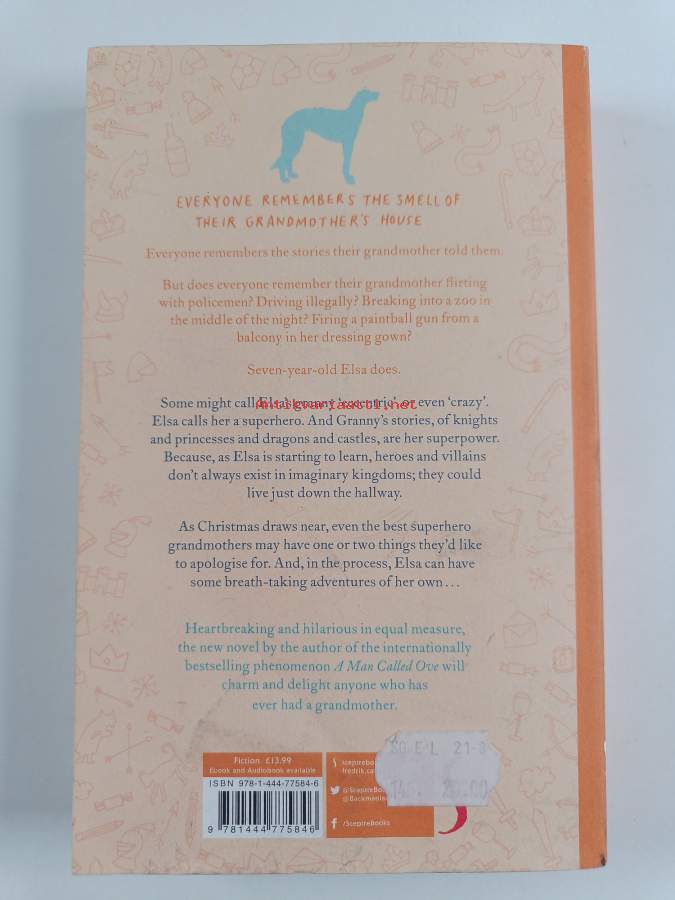 EVERYONE REMEMBERS THE SMELL OF
THEIR GRANDMOTHER'S HOUSE
Everyone remembers the stories their grandmother told them.
But does everyone remember their grandmother flirting
with policemen? Driving illegally? Breaking into a zoo in
the middle of the night? Firing a paintball gun from a
balcony in her dressing gown?
Seven-year-old Elsa does.
Some might call Elsa's granny 'eccentric', or even 'crazy'.
Elsa calls her a superhero. And Granny's stories, of knights
and princesses and dragons and castles, are her superpower.
Because, as Elsa is starting to learn, heroes and villains
don't always exist in imaginary kingdoms; they could
live just down the hallway.
As Christmas draws near, even the best superhero
grandmothers may have one or two things they'd like
to apologise for. And, in the process, Elsa can have
some breath-taking adventures of her own...
Heartbreaking and hilarious in equal measure,
the new novel by the author of the internationally
bestselling phenomenon A Man Called Ove will
charm and delight anyone who has
ever had a grandmother.
Fiction £13.99
Ebook and Audiobook available
ISBN 978-1-444-77584-6
9 781444 775846
/SceptreBooks
21-3